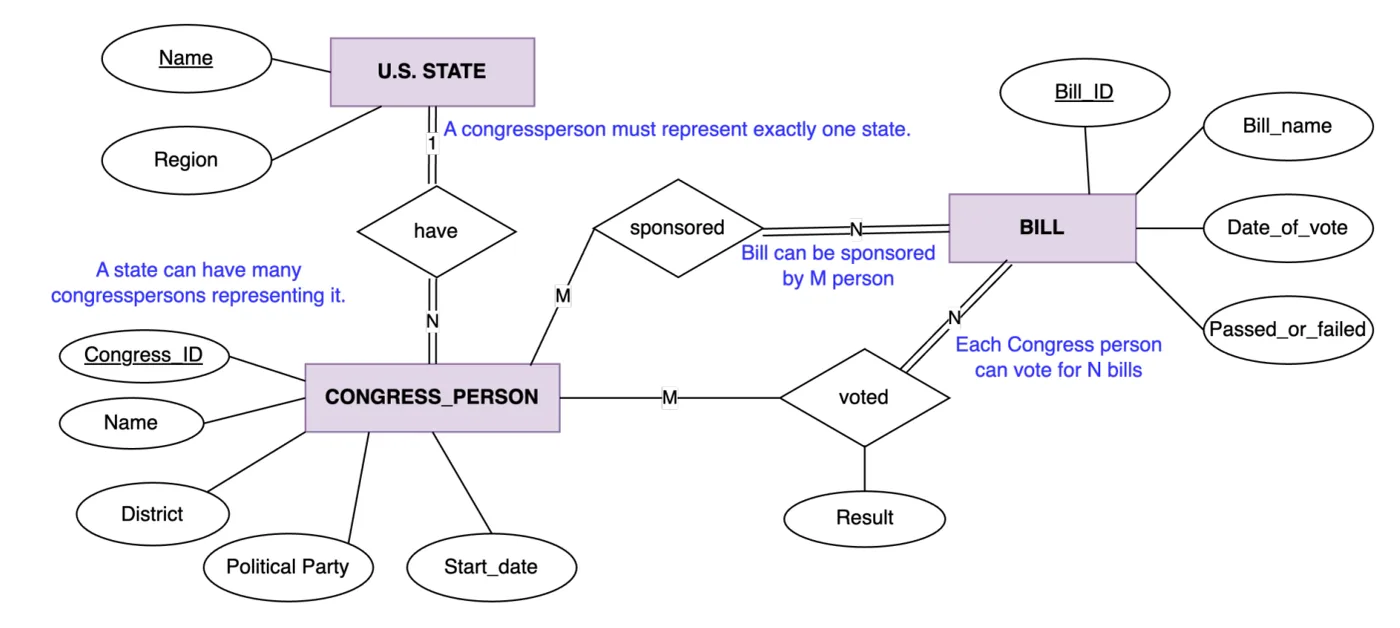 Name
U.S. STATE
Region
1
A congressperson must represent exactly one state.
have
A state can have many
congresspersons representing it.
N
sponsored
M
N
Bill can be sponsored
by M person
Bill_ID
Bill_name
BILL
Date_of_vote
Passed_or_failed
N
Each Congress person
can vote for N bills
Congress_ID
CONGRESS_PERSON
M
voted
Name
District
Political Party
Start_date
Result